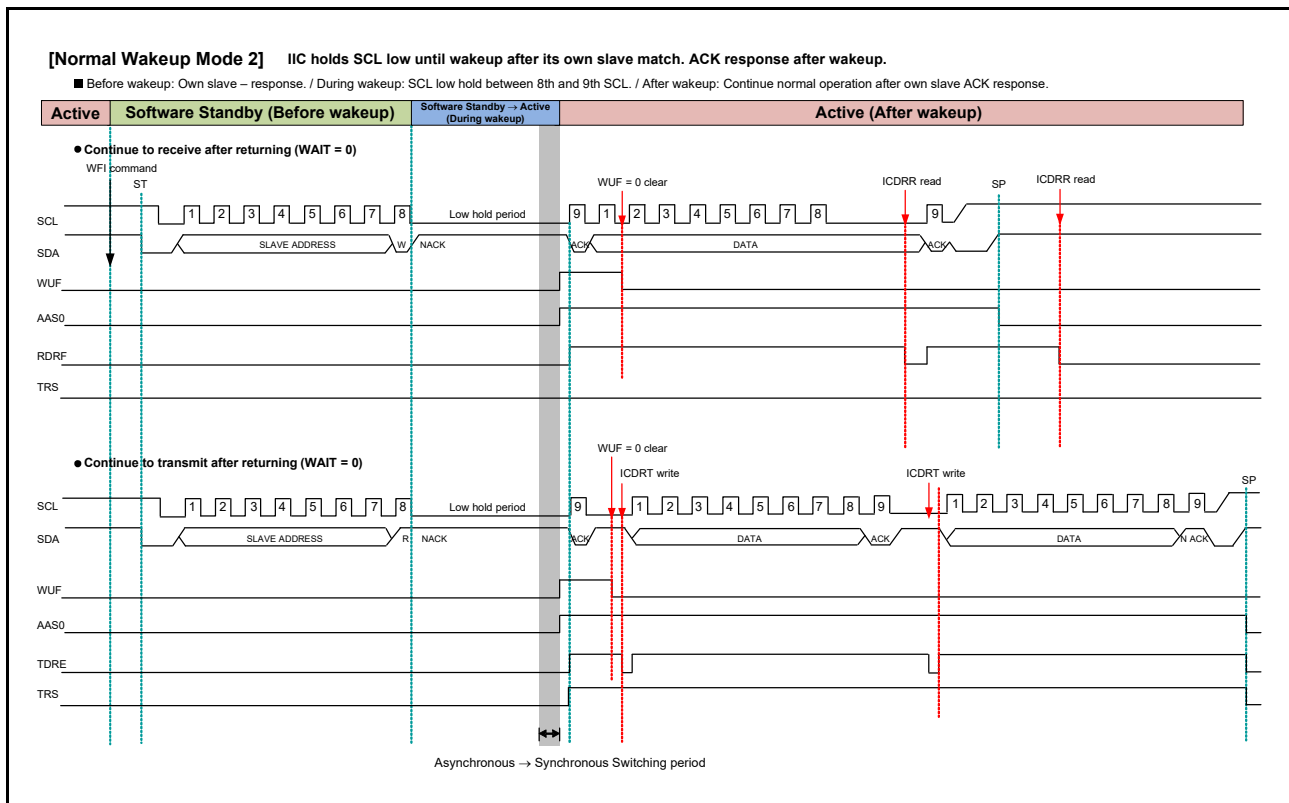 [Normal Wakeup Mode 2] IIC holds SCL low until wakeup after its own slave match. ACK response after wakeup.
■ Before wakeup: Own slave – response. / During wakeup: SCL low hold between 8th and 9th SCL. / After wakeup: Continue normal operation after own slave ACK response.
Active Software Standby (Before wakeup) Software Standby → Active (During wakeup) Active (After wakeup)
● Continue to receive after returning (WAIT = 0)
WFI command
ST WUF = 0 clear ICDRR read SP ICDRR read
SCL 1 2 3 4 5 6 7 8 Low hold period 9 1 2 3 4 5 6 7 8 9
SDA SLAVE ADDRESS W NACK ACK DATA ACK
WUF
AAS0
RDRF
TRS
WUF = 0 clear
● Continue to transmit after returning (WAIT = 0)
ICDRT write ICDRT write SP
SCL 1 2 3 4 5 6 7 8 Low hold period 9 1 2 3 4 5 6 7 8 9 1 2 3 4 5 6 7 8 9
SDA SLAVE ADDRESS R NACK ACK DATA ACK DATA N ACK
WUF
AAS0
TDRE
TRS
Asynchronous → Synchronous Switching period